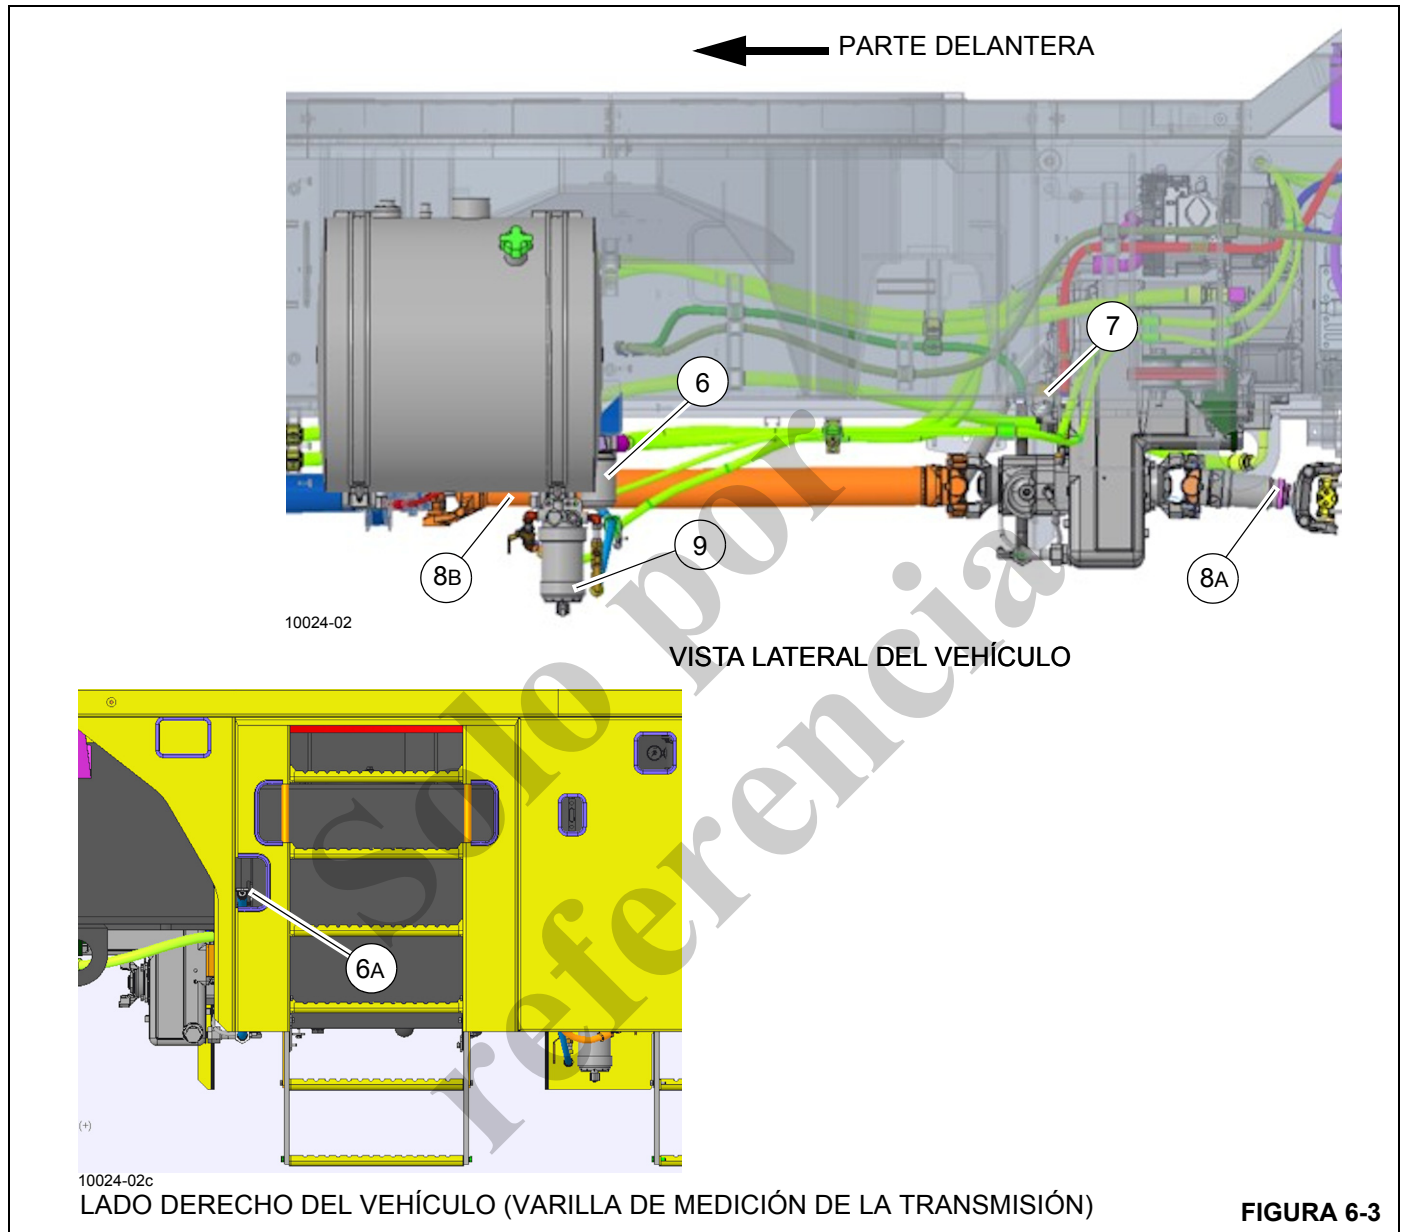 PARTE DELANTERA
7
6
9
8B
8A
10024-02
VISTA LATERAL DEL VEHÍCULO
Solo por
referencia
6A
(+)
10024-02c
LADO DERECHO DEL VEHÍCULO (VARILLA DE MEDICIÓN DE LA TRANSMISIÓN)
FIGURA 6-3